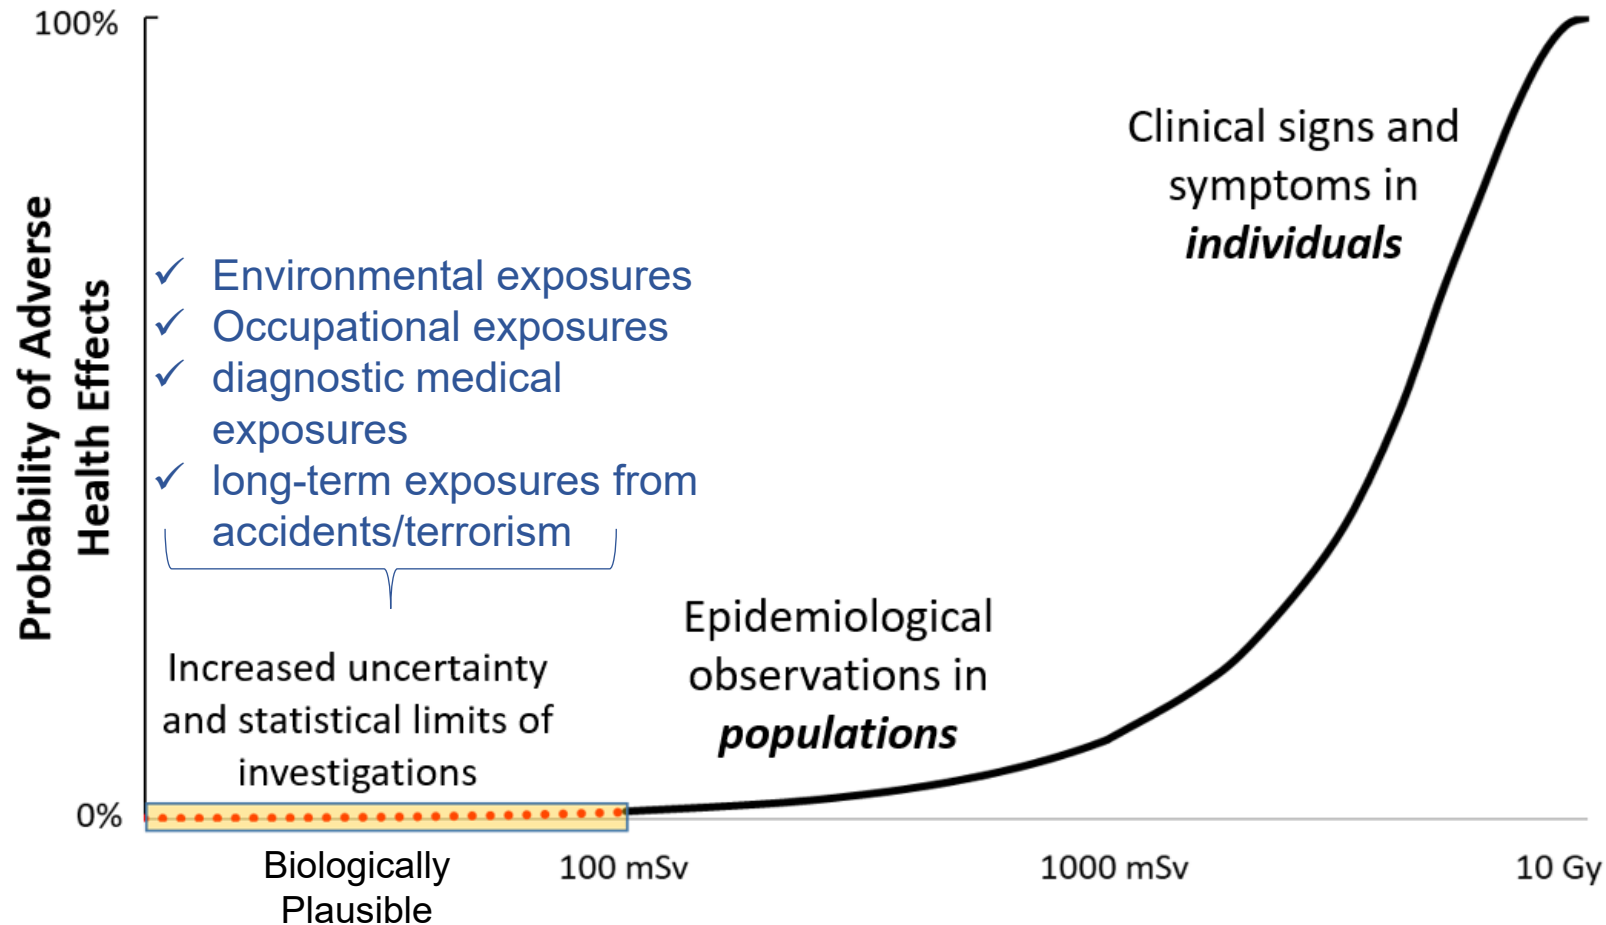 100%
Probability of Adverse
Health Effects
Clinical signs and
symptoms in
individuals
✓ Environmental exposures
✓ Occupational exposures
✓ diagnostic medical
exposures
✓ long-term exposures from
accidents/terrorism
Epidemiological
observations in
populations
Increased uncertainty
and statistical limits of
investigations
0%
Biologically
Plausible
100 mSv
1000 mSv
10 Gy